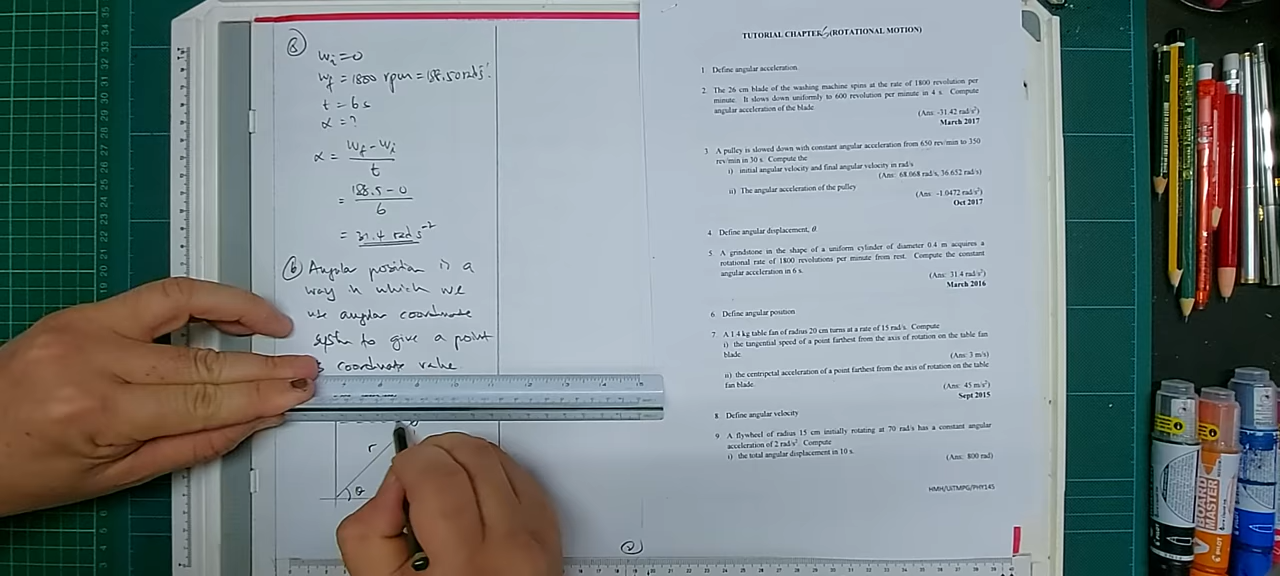 ωi = 0
ωf = 1800 rpm = 188.50 rad s⁻¹
t = 6 s
α = ?
α = ωf - ωi / t
= 188.5 - 0 / 6
= 31.4 rad s⁻²
6 Angular position is a
way in which we
use angular coordinate
system to give a point
coordinate value
r
θ
TUTORIAL CHAPTER 5 (ROTATIONAL MOTION)
1. Define angular acceleration
2. The 26 cm blade of the washing machine spins at the rate of 1800 revolution per
minute. It slows down uniformly to 600 revolution per minute in 4 s. Compute
angular acceleration of the blade.
(Ans: -31.42 rad/s²)
March 2017
3. A pulley is slowed down with constant angular acceleration from 650 rev/min to 350
rev/min in 30 s. Compute the
i) initial angular velocity and final angular velocity in rad/s
(Ans: 68.068 rad/s, 36.652 rad/s)
ii) The angular acceleration of the pulley
(Ans: -1.0472 rad/s²)
Oct 2017
4. Define angular displacement, θ.
5. A grindstone in the shape of a uniform cylinder of diameter 0.4 m acquires a
rotational rate of 1800 revolutions per minute from rest. Compute the constant
angular acceleration in 6 s.
(Ans: 31.4 rad/s²)
March 2016
6. Define angular position
7. A 1.4 kg table fan of radius 20 cm turns at a rate of 15 rad/s. Compute
i) the tangential speed of a point farthest from the axis of rotation on the table fan
blade.
(Ans: 3 m/s)
ii) the centripetal acceleration of a point farthest from the axis of rotation on the table
fan blade.
(Ans: 45 m/s²)
Sept 2015
8. Define angular velocity
9. A flywheel of radius 15 cm initially rotating at 70 rad/s has a constant angular
acceleration of 2 rad/s². Compute
i) the total angular displacement in 10 s.
(Ans: 800 rad)
HMH/UiTMPG/PHY145
BOARD
MASTER
PILOT